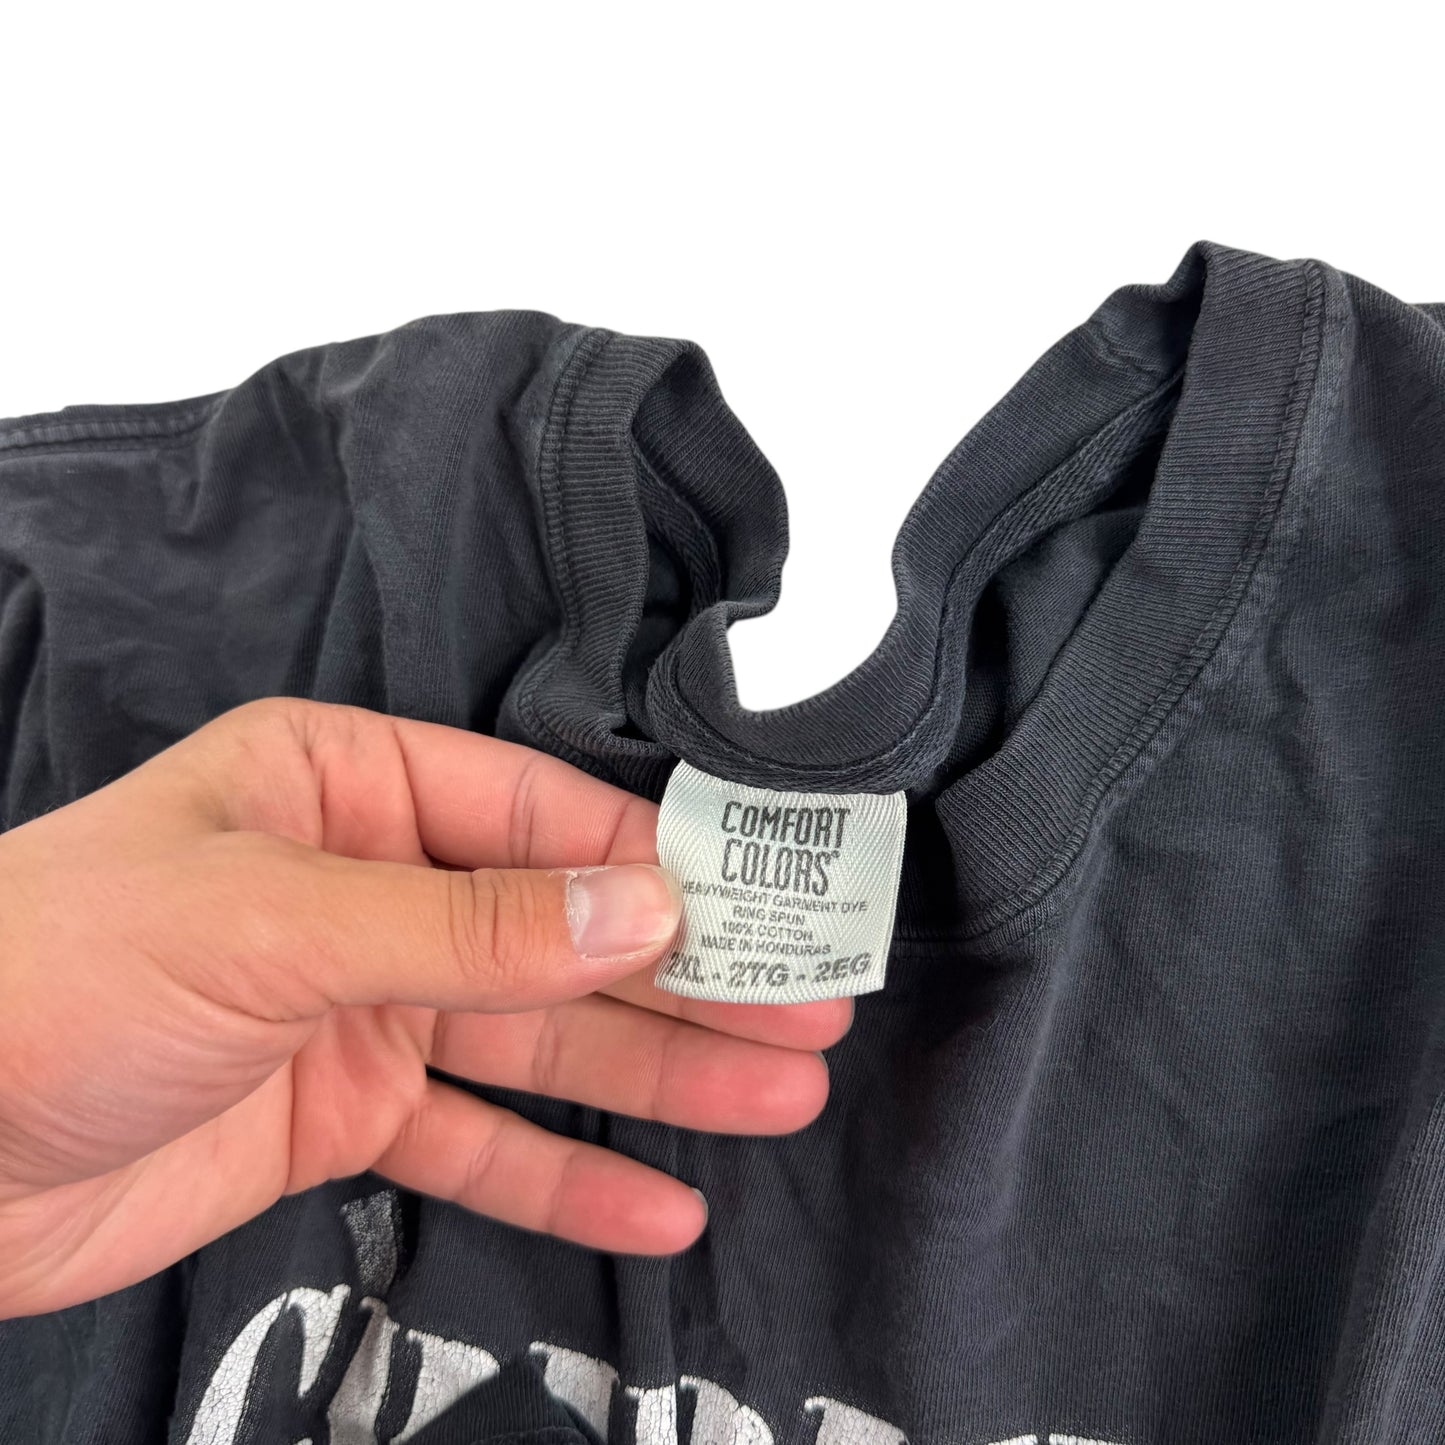 COMFORT
COLORS®
HEAVYWEIGHT GARMENT DYE
RING SPUN
100% COTTON
MADE IN HONDURAS
2XL - 2TG - 2EG